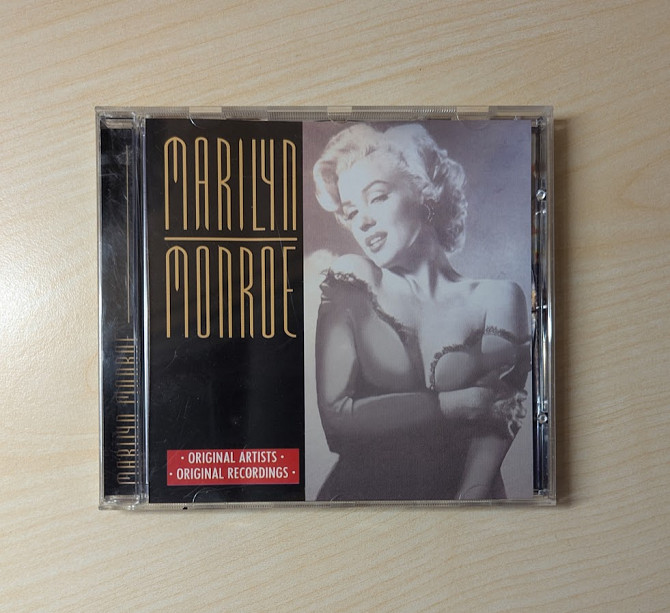 MARILYN
MONROE
· ORIGINAL ARTISTS ·
· ORIGINAL RECORDINGS ·
MARILYN MONROE